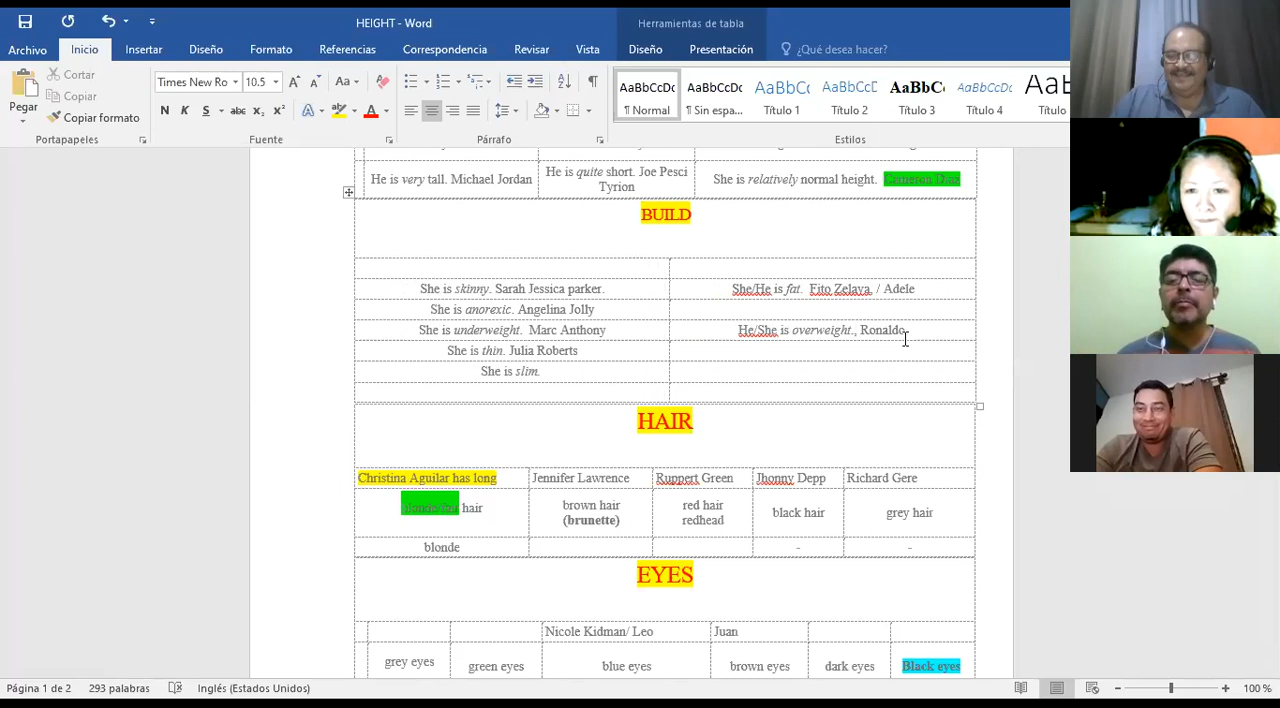 HEIGHT - Word
Herramientas de tabla
Archivo Inicio Insertar Diseño Formato Referencias Correspondencia Revisar Vista Diseño Presentación ¿Qué desea hacer?
Pegar
Cortar
Copiar
Copiar formato
Times New Ro 10.5
N K S abc x₂ x²
AaBbCcDc AaBbCcDc AaBbCc AaBbCcD AaBbC AaBbCcDc
¶ Normal ¶ Sin espa... Título 1 Título 2 Título 3 Título 4 Título
Portapapeles Fuente Párrafo Estilos
He is very tall. Michael Jordan
He is quite short. Joe Pesci
Tyrion
She is relatively normal height. Cameron Diaz
BUILD
She is skinny. Sarah Jessica parker. She/He is fat. Fito Zelaya, / Adele
She is anorexic. Angelina Jolly
She is underweight. Marc Anthony He/She is overweight., Ronaldo,
She is thin. Julia Roberts
She is slim.
HAIR
Christina Aguilar has long Jennifer Lawrence Ruppert Green Jhonny Depp Richard Gere
hair
brown hair
(brunette)
red hair
redhead
black hair
grey hair
blonde - -
EYES
Nicole Kidman/ Leo Juan
grey eyes green eyes blue eyes brown eyes dark eyes Black eyes
Página 1 de 2 293 palabras Inglés (Estados Unidos) 100 %